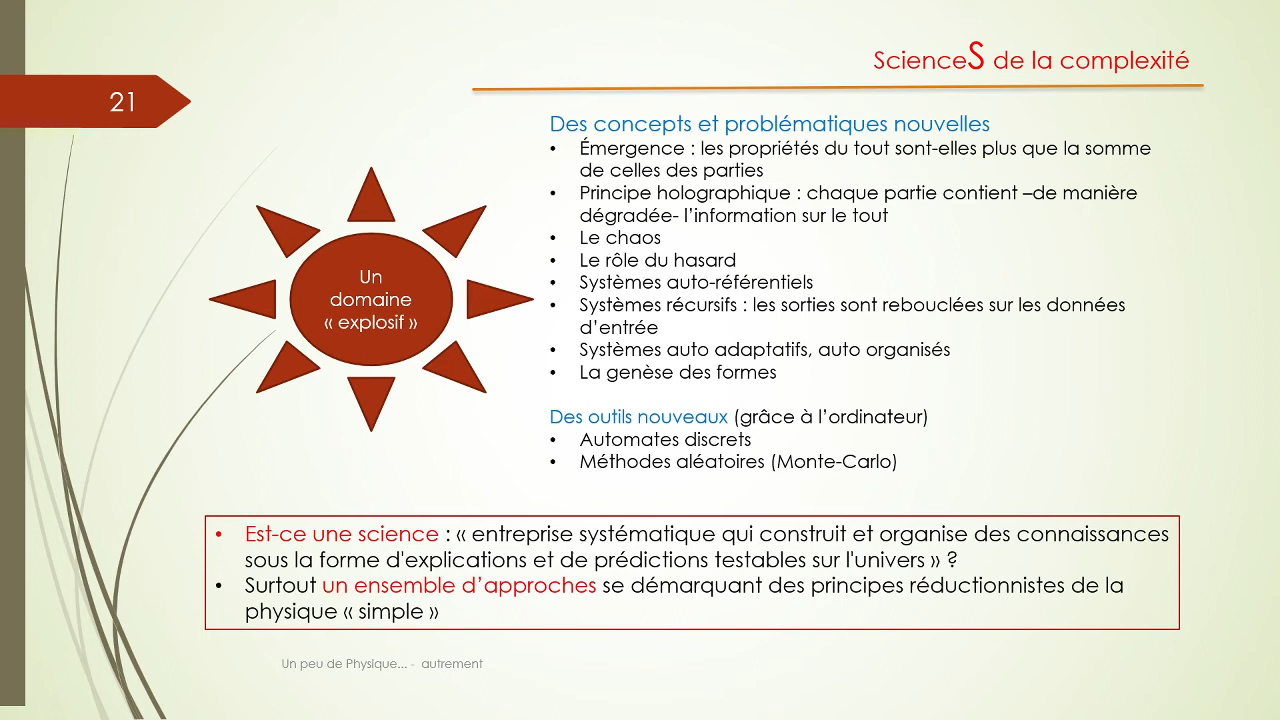 ScienceS de la complexité
21
Des concepts et problématiques nouvelles
• Émergence : les propriétés du tout sont-elles plus que la somme
de celles des parties
• Principe holographique : chaque partie contient –de manière
dégradée- l’information sur le tout
• Le chaos
• Le rôle du hasard
• Systèmes auto-référentiels
• Systèmes récursifs : les sorties sont rebouclées sur les données
d’entrée
• Systèmes auto adaptatifs, auto organisés
• La genèse des formes
Un
domaine
« explosif »
Des outils nouveaux (grâce à l’ordinateur)
• Automates discrets
• Méthodes aléatoires (Monte-Carlo)
• Est-ce une science : « entreprise systématique qui construit et organise des connaissances
sous la forme d'explications et de prédictions testables sur l'univers » ?
• Surtout un ensemble d’approches se démarquant des principes réductionnistes de la
physique « simple »
Un peu de Physique... - autrement